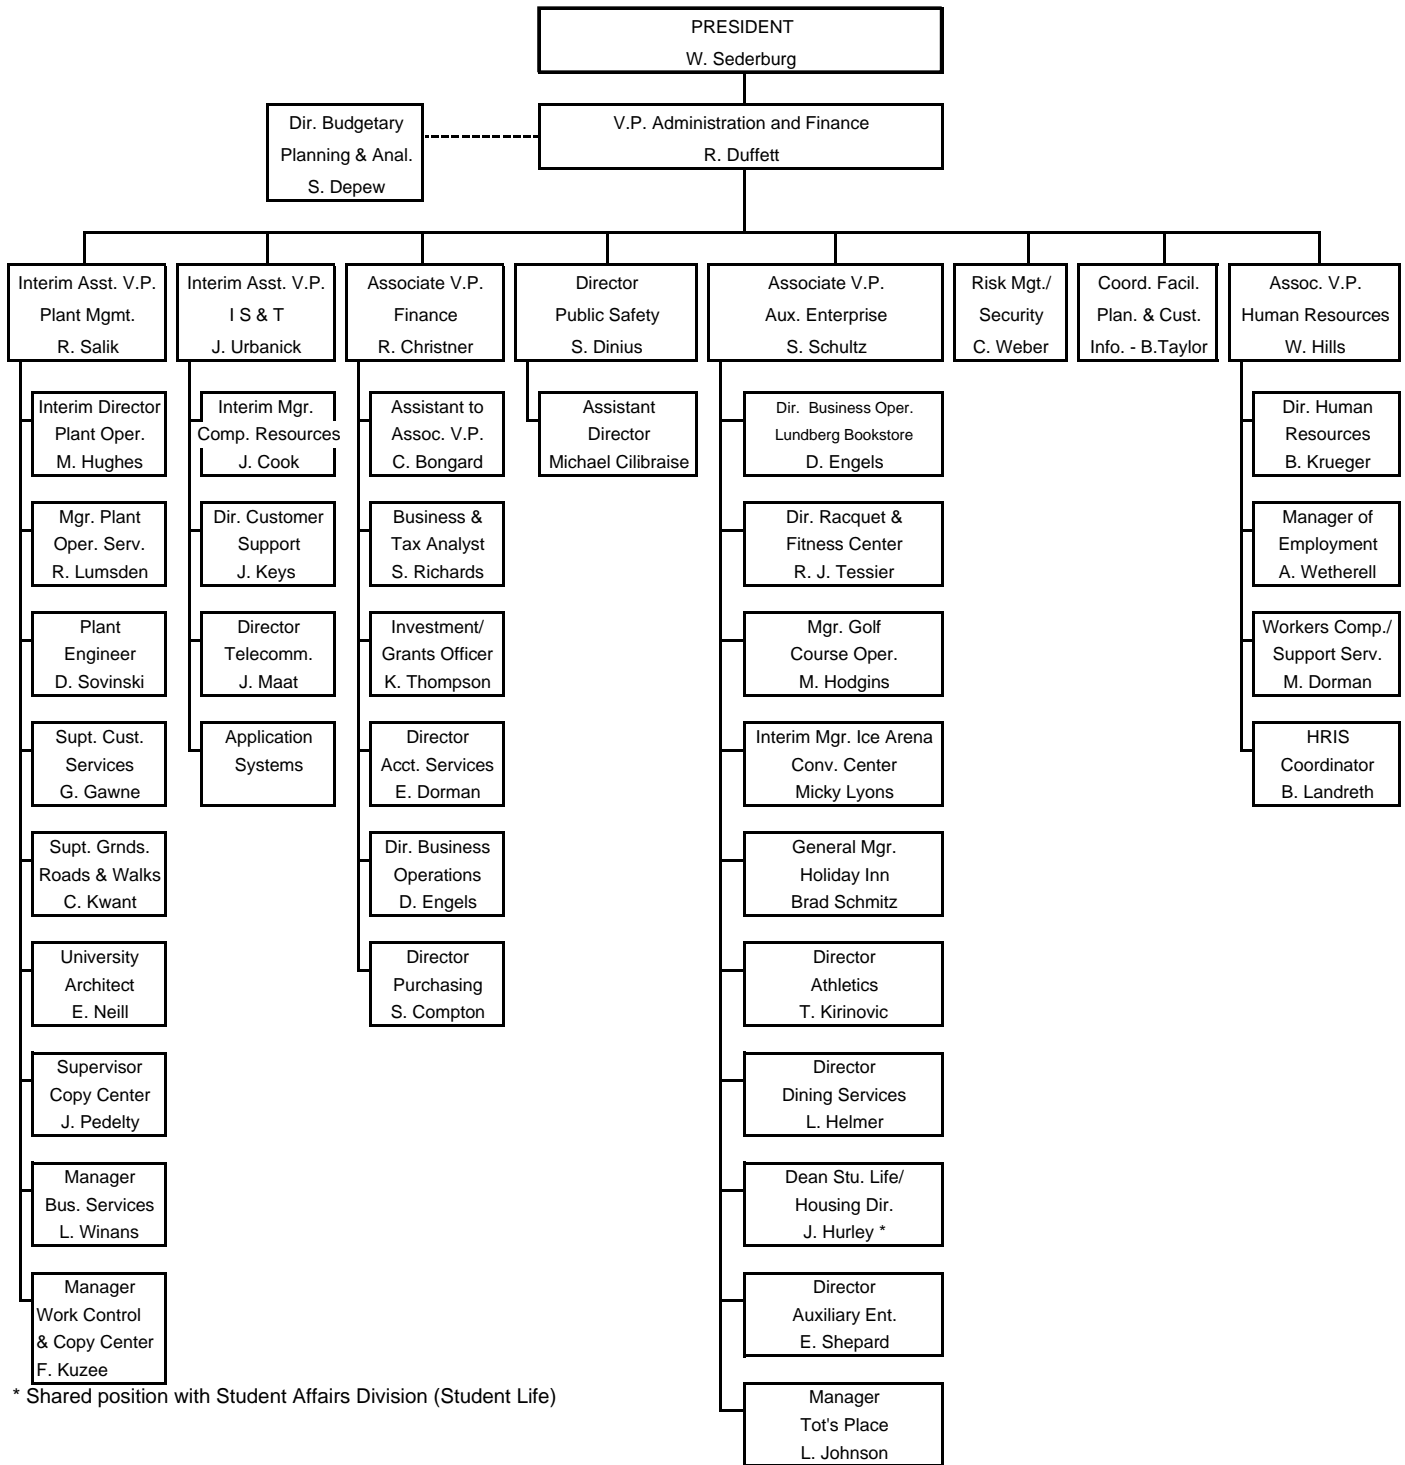 PRESIDENT
W. Sederburg
Dir. Budgetary
Planning & Anal.
S. Depew
V.P. Administration and Finance
R. Duffett
Interim Asst. V.P.
Plant Mgmt.
R. Salik
Interim Asst. V.P.
I S & T
J. Urbanick
Associate V.P.
Finance
R. Christner
Director
Public Safety
S. Dinius
Associate V.P.
Aux. Enterprise
S. Schultz
Risk Mgt./
Security
C. Weber
Coord. Facil.
Plan. & Cust.
Info. - B.Taylor
Assoc. V.P.
Human Resources
W. Hills
Interim Director
Plant Oper.
M. Hughes
Mgr. Plant
Oper. Serv.
R. Lumsden
Plant
Engineer
D. Sovinski
Supt. Cust.
Services
G. Gawne
Supt. Grnds.
Roads & Walks
C. Kwant
University
Architect
E. Neill
Supervisor
Copy Center
J. Pedelty
Manager
Bus. Services
L. Winans
Manager
Work Control
& Copy Center
F. Kuzee
Interim Mgr.
Comp. Resources
J. Cook
Dir. Customer
Support
J. Keys
Director
Telecomm.
J. Maat
Application
Systems
Assistant to
Assoc. V.P.
C. Bongard
Business &
Tax Analyst
S. Richards
Investment/
Grants Officer
K. Thompson
Director
Acct. Services
E. Dorman
Dir. Business
Operations
D. Engels
Director
Purchasing
S. Compton
Assistant
Director
Michael Cilibraise
Dir. Business Oper.
Lundberg Bookstore
D. Engels
Dir. Racquet &
Fitness Center
R. J. Tessier
Mgr. Golf
Course Oper.
M. Hodgins
Interim Mgr. Ice Arena
Conv. Center
Micky Lyons
General Mgr.
Holiday Inn
Brad Schmitz
Director
Athletics
T. Kirinovic
Director
Dining Services
L. Helmer
Dean Stu. Life/
Housing Dir.
J. Hurley *
Director
Auxiliary Ent.
E. Shepard
Manager
Tot's Place
L. Johnson
Dir. Human
Resources
B. Krueger
Manager of
Employment
A. Wetherell
Workers Comp./
Support Serv.
M. Dorman
HRIS
Coordinator
B. Landreth
* Shared position with Student Affairs Division (Student Life)